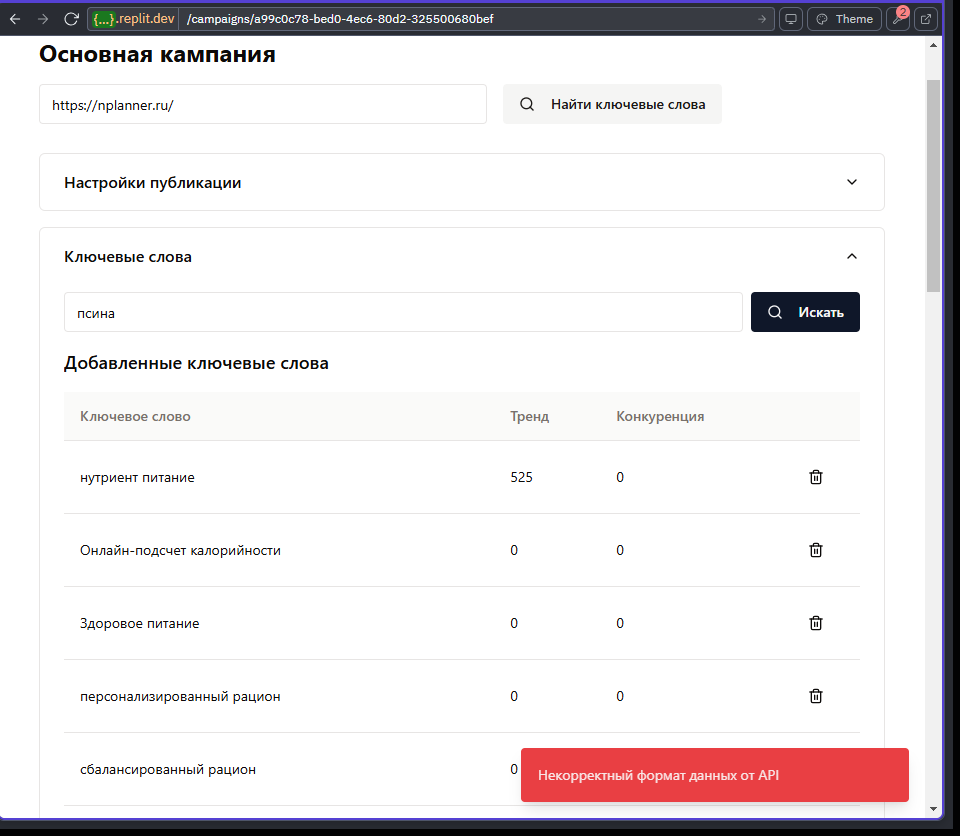 {...}.replit.dev /campaigns/a99c0c78-bed0-4ec6-80d2-325500680bef Theme 2
Основная кампания
https://nplanner.ru/ Найти ключевые слова
Настройки публикации
Ключевые слова
псина Искать
Добавленные ключевые слова
Ключевое слово Тренд Конкуренция
нутриент питание 525 0
Онлайн-подсчет калорийности 0 0
Здоровое питание 0 0
персонализированный рацион 0 0
сбалансированный рацион 0
Некорректный формат данных от API